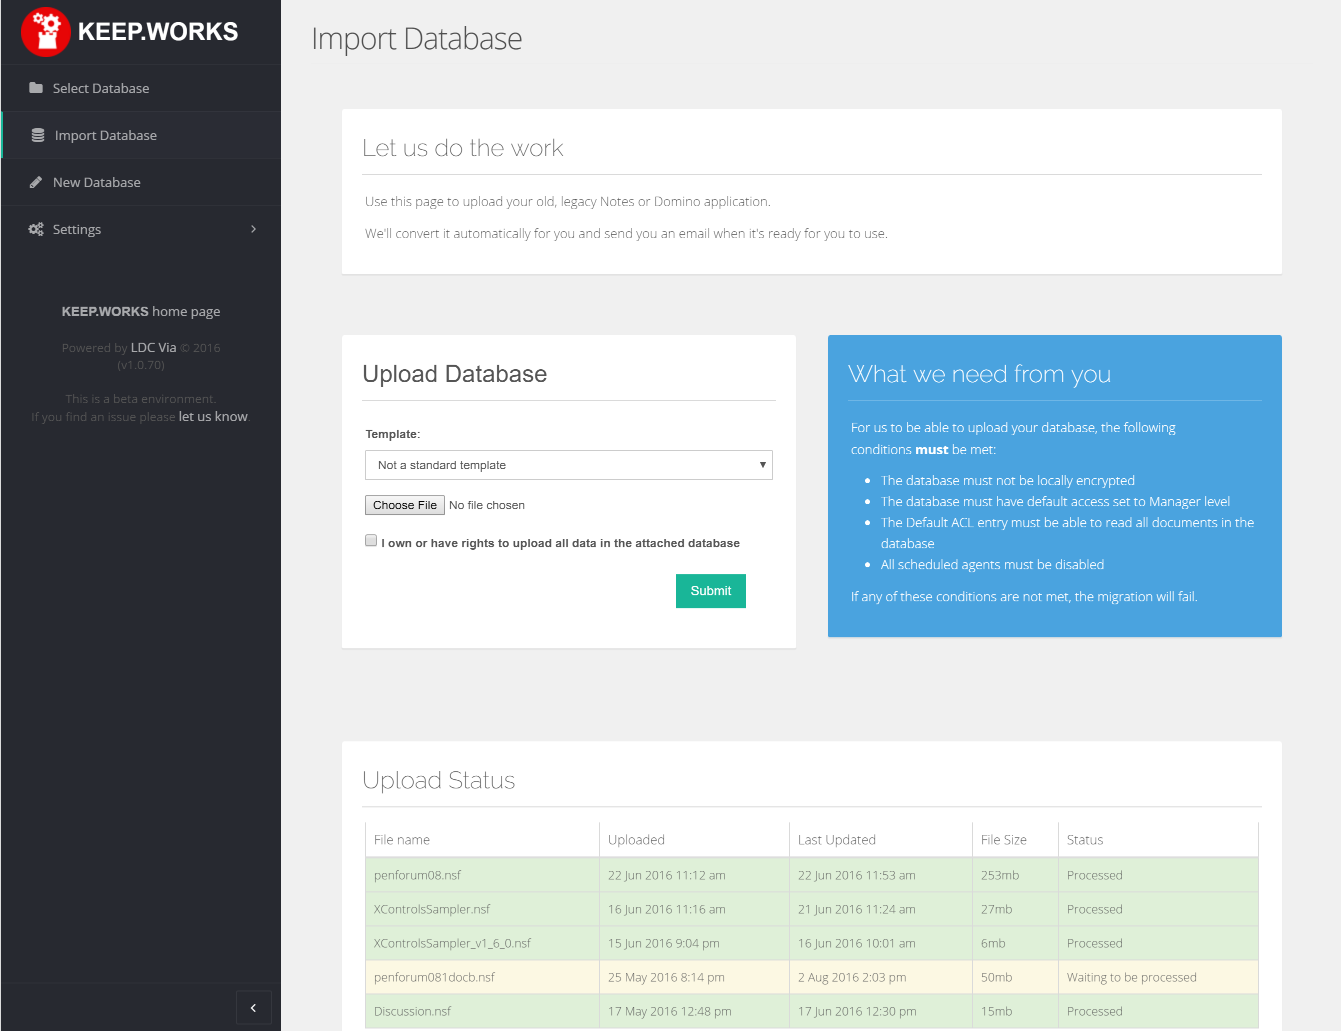 KEEP.WORKS
Select Database
Import Database
New Database
Settings
KEEP.WORKS home page
Powered by LDC Via © 2016
(v1.0.70)
This is a beta environment.
If you find an issue please let us know.
Import Database
Let us do the work
Use this page to upload your old, legacy Notes or Domino application.
We'll convert it automatically for you and send you an email when it's ready for you to use.
Upload Database
Template:
Not a standard template
Choose File No file chosen
I own or have rights to upload all data in the attached database
Submit
What we need from you
For us to be able to upload your database, the following
conditions must be met:
The database must not be locally encrypted
The database must have default access set to Manager level
The Default ACL entry must be able to read all documents in the
database
All scheduled agents must be disabled
If any of these conditions are not met, the migration will fail.
Upload Status
File name Uploaded Last Updated File Size Status
penforum08.nsf 22 Jun 2016 11:12 am 22 Jun 2016 11:53 am 253mb Processed
XControlsSampler.nsf 16 Jun 2016 11:16 am 21 Jun 2016 11:24 am 27mb Processed
XControlsSampler_v1_6_0.nsf 15 Jun 2016 9:04 pm 16 Jun 2016 10:01 am 6mb Processed
penforum081docb.nsf 25 May 2016 8:14 pm 2 Aug 2016 2:03 pm 50mb Waiting to be processed
Discussion.nsf 17 May 2016 12:48 pm 17 Jun 2016 12:30 pm 15mb Processed